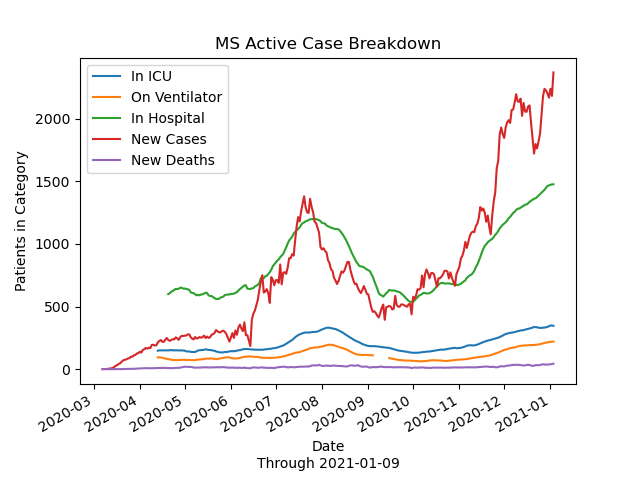 MS Active Case Breakdown
In ICU
On Ventilator
In Hospital
New Cases
New Deaths
Patients in Category
2000
1500
1000
500
0
2020-03
2020-04
2020-05
2020-06
2020-07
2020-08
2020-09
2020-10
2020-11
2020-12
2021-01
Date
Through 2021-01-09